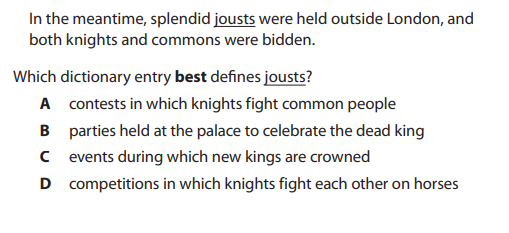 In the meantime, splendid jousts were held outside London, and
both knights and commons were bidden.
Which dictionary entry best defines jousts?
A contests in which knights fight common people
B parties held at the palace to celebrate the dead king
C events during which new kings are crowned
D competitions in which knights fight each other on horses